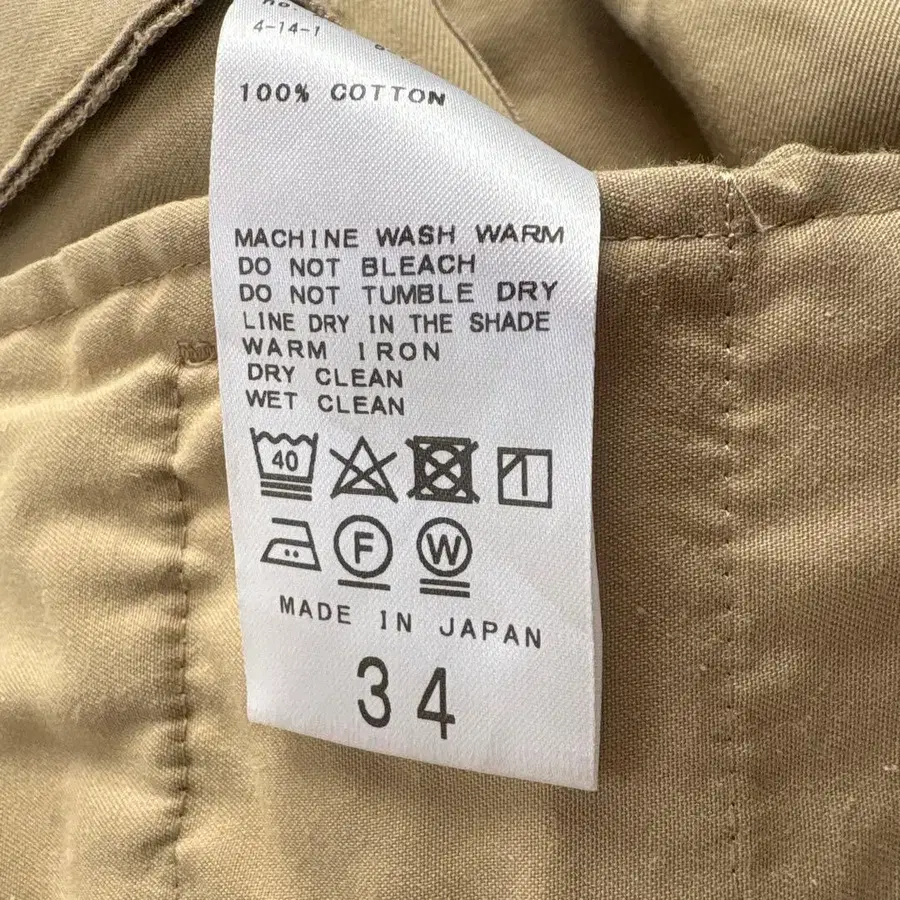 no.
4-14-1
100% COTTON
MACHINE WASH WARM
DO NOT BLEACH
DO NOT TUMBLE DRY
LINE DRY IN THE SHADE
WARM IRON
DRY CLEAN
WET CLEAN
40
F W
MADE IN JAPAN
34